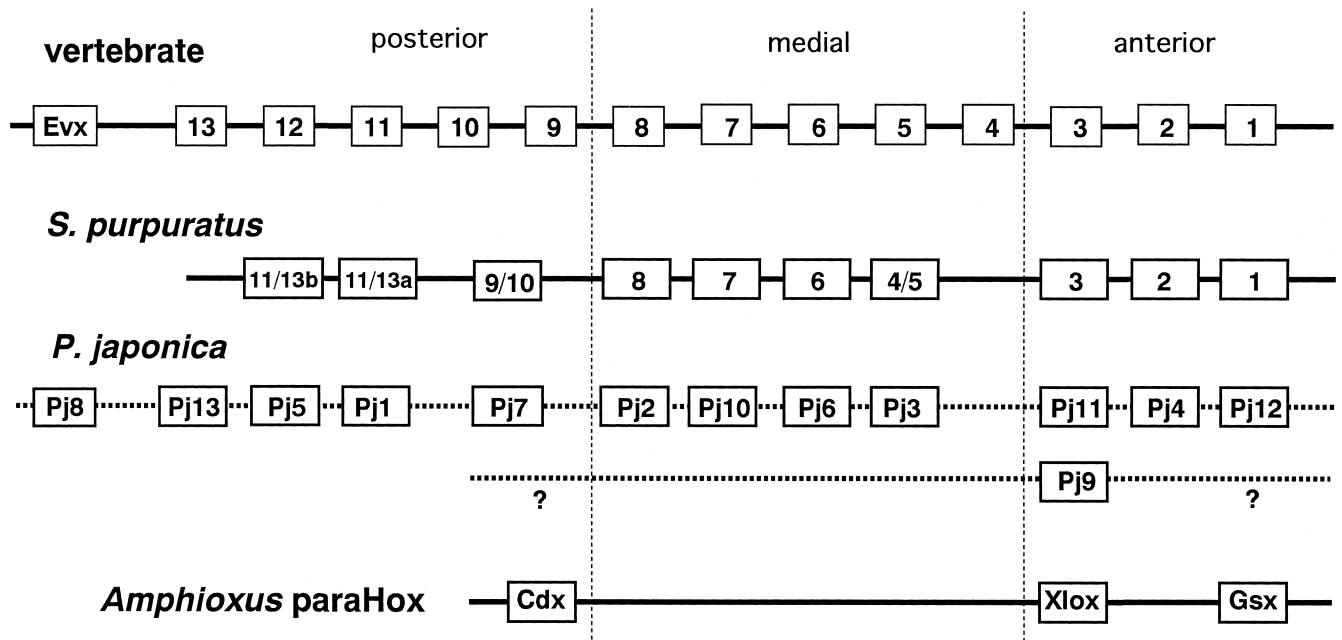 vertebrate posterior medial anterior
Evx 13 12 11 10 9 8 7 6 5 4 3 2 1
S. purpuratus
11/13b 11/13a 9/10 8 7 6 4/5 3 2 1
P. japonica
Pj8 Pj13 Pj5 Pj1 Pj7 Pj2 Pj10 Pj6 Pj3 Pj11 Pj4 Pj12
Pj9
? ?
Amphioxus paraHox Cdx Xlox Gsx